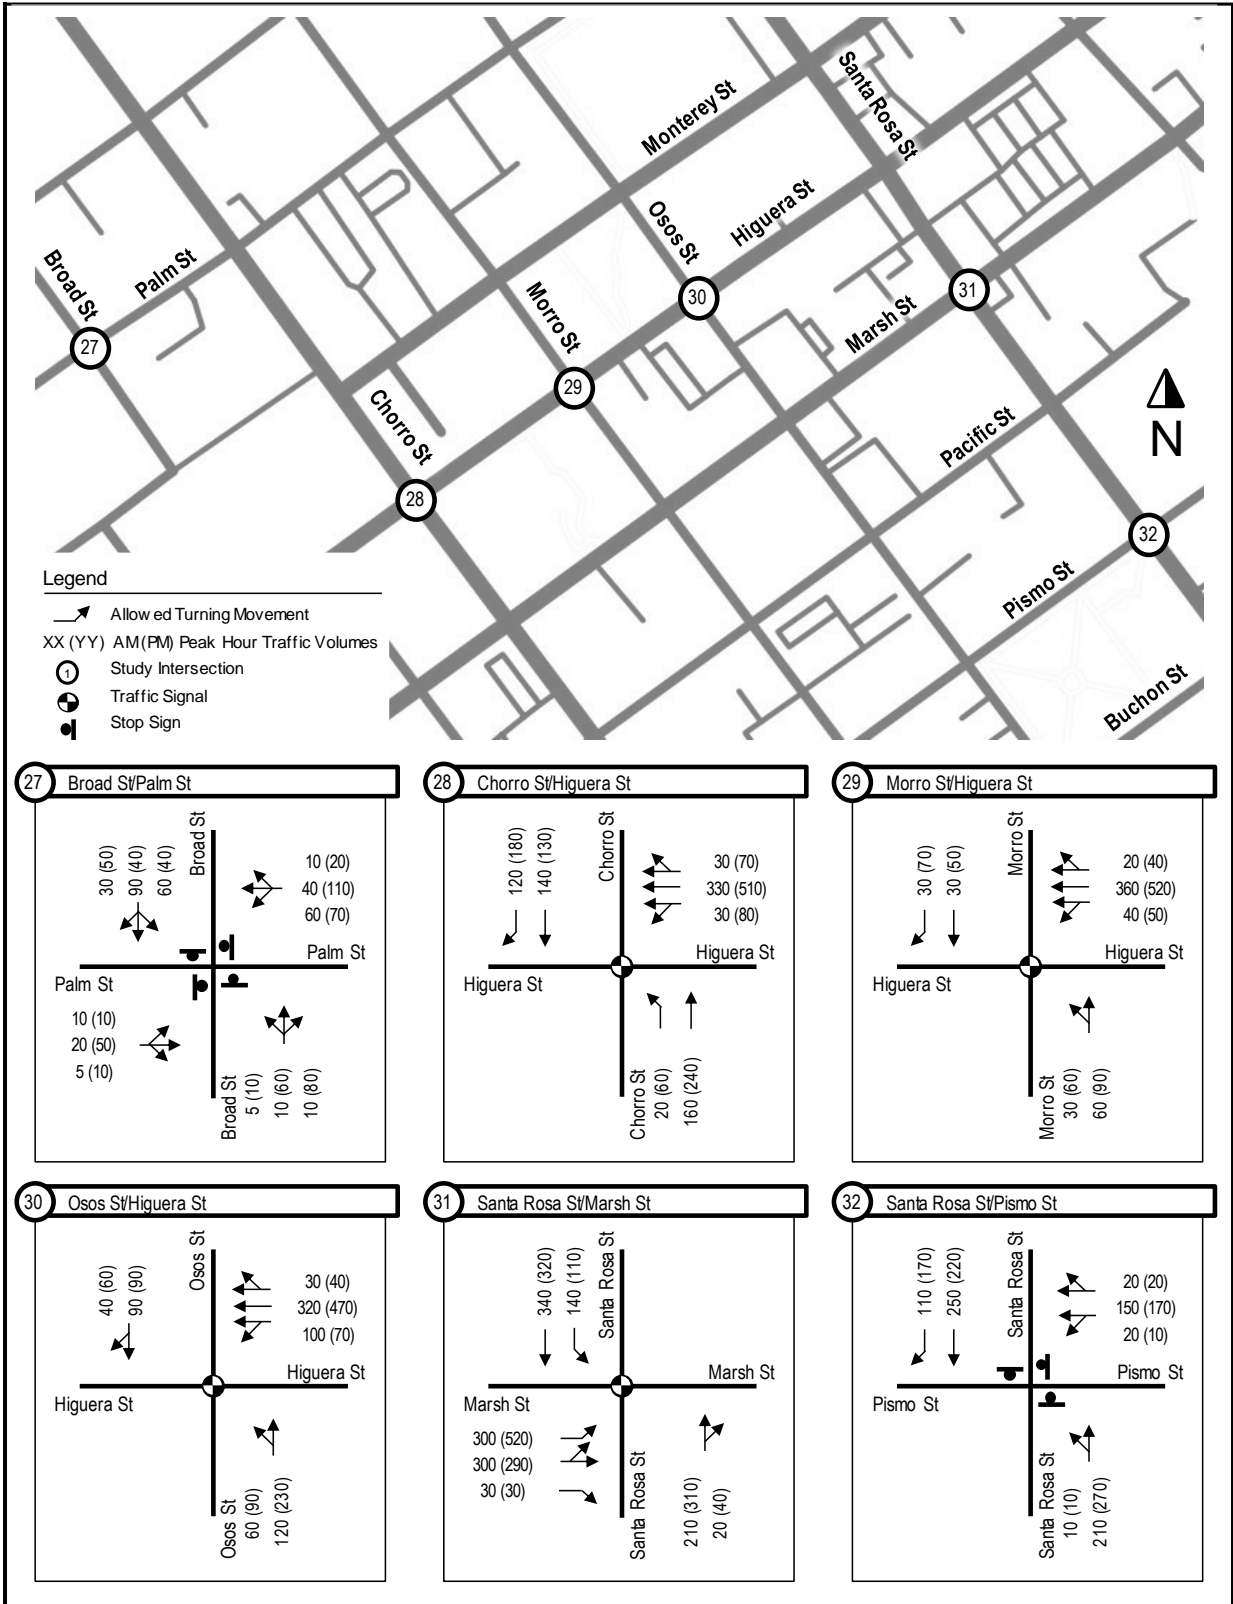 Monterey St
Santa Rosa St
Higuera St
Osos St
Broad St
Palm St
Morro St
Marsh St
27
30
31
29
Chorro St
28
N
Pacific St
32
Pismo St
Buchon St
Legend
Allowed Turning Movement
XX (YY) AM(PM) Peak Hour Traffic Volumes
1 Study Intersection
Traffic Signal
Stop Sign
27 Broad St/Palm St
30 (50)
90 (40)
60 (40)
Broad St
10 (20)
40 (110)
60 (70)
Palm St
Palm St
10 (10)
20 (50)
5 (10)
Broad St
5 (10)
10 (60)
10 (80)
28 Chorro St/Higuera St
120 (180)
140 (130)
Chorro St
30 (70)
330 (510)
30 (80)
Higuera St
Higuera St
Chorro St
20 (60)
160 (240)
29 Morro St/Higuera St
30 (70)
30 (50)
Morro St
20 (40)
360 (520)
40 (50)
Higuera St
Higuera St
Morro St
30 (60)
60 (90)
30 Osos St/Higuera St
40 (60)
90 (90)
Osos St
30 (40)
320 (470)
100 (70)
Higuera St
Higuera St
Osos St
60 (90)
120 (230)
31 Santa Rosa St/Marsh St
340 (320)
140 (110)
Santa Rosa St
Marsh St
Marsh St
300 (520)
300 (290)
30 (30)
Santa Rosa St
210 (310)
20 (40)
32 Santa Rosa St/Pismo St
110 (170)
250 (220)
Santa Rosa St
20 (20)
150 (170)
20 (10)
Pismo St
Pismo St
Santa Rosa St
10 (10)
210 (270)